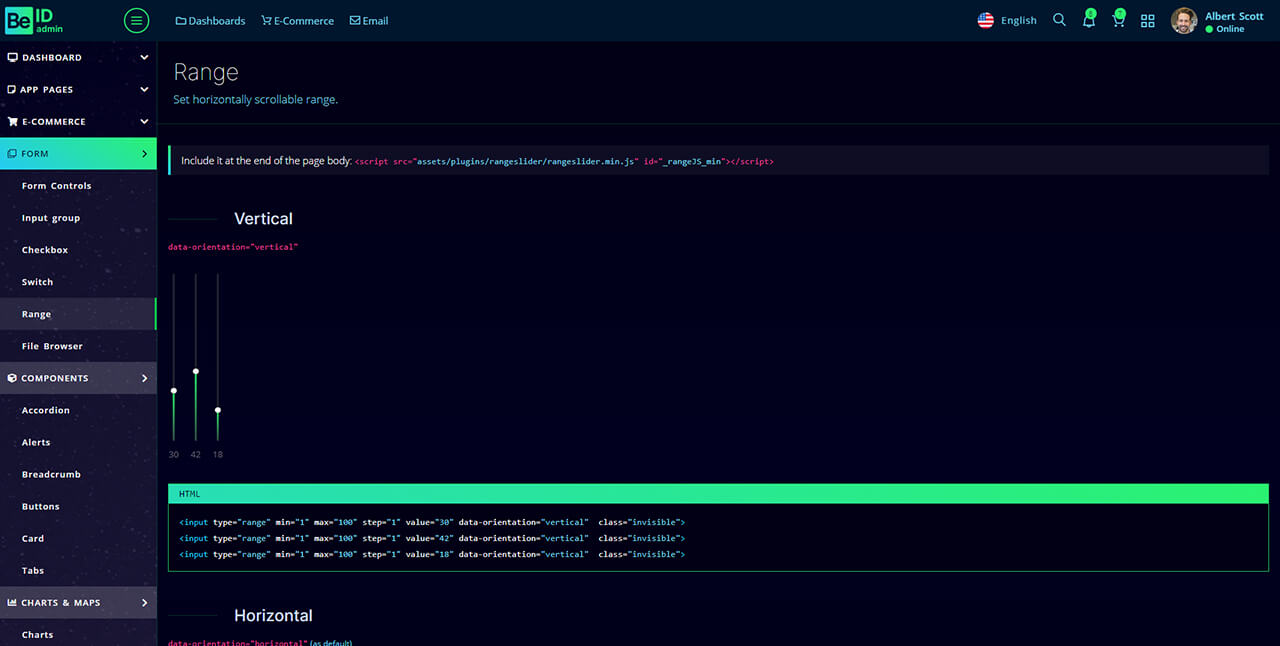 Be ID admin
Dashboards E-Commerce Email
English
8 7
Albert Scott
Online
DASHBOARD
APP PAGES
E-COMMERCE
FORM
Form Controls
Input group
Checkbox
Switch
Range
File Browser
COMPONENTS
Accordion
Alerts
Breadcrumb
Buttons
Card
Tabs
CHARTS & MAPS
Charts
Range
Set horizontally scrollable range.
Include it at the end of the page body: <script src="assets/plugins/rangeslider/rangeslider.min.js" id="_rangeJS_min"></script>
Vertical
data-orientation="vertical"
30 42 18
HTML
<input type="range" min="1" max="100" step="1" value="30" data-orientation="vertical"  class="invisible">
<input type="range" min="1" max="100" step="1" value="42" data-orientation="vertical"  class="invisible">
<input type="range" min="1" max="100" step="1" value="18" data-orientation="vertical"  class="invisible">
Horizontal
data-orientation="horizontal" (as default)